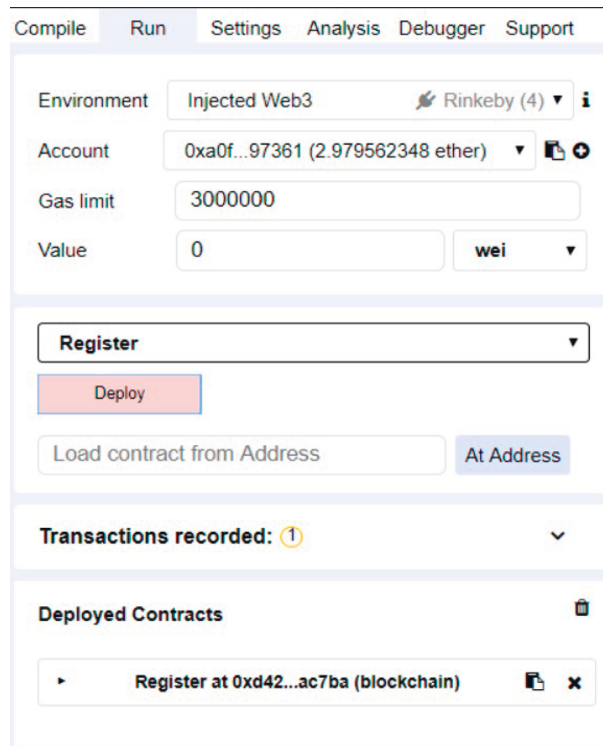 Compile Run Settings Analysis Debugger Support
Environment Injected Web3 Rinkeby (4) ▼ i
Account 0xa0f...97361 (2.979562348 ether) ▼
Gas limit 3000000
Value 0 wei ▼
Register ▼
Deploy
Load contract from Address At Address
Transactions recorded: 1
Deployed Contracts
Register at 0xd42...ac7ba (blockchain)